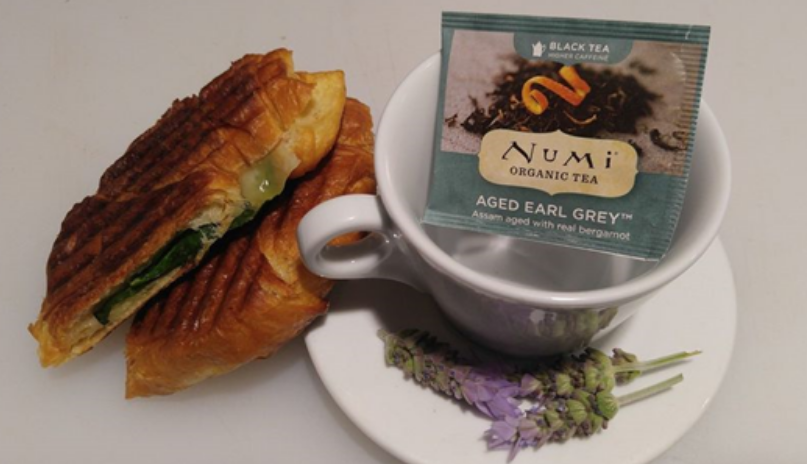 BLACK TEA
HIGHER CAFFEINE
NUMi®
ORGANIC TEA
AGED EARL GREY™
Assam aged with real bergamot